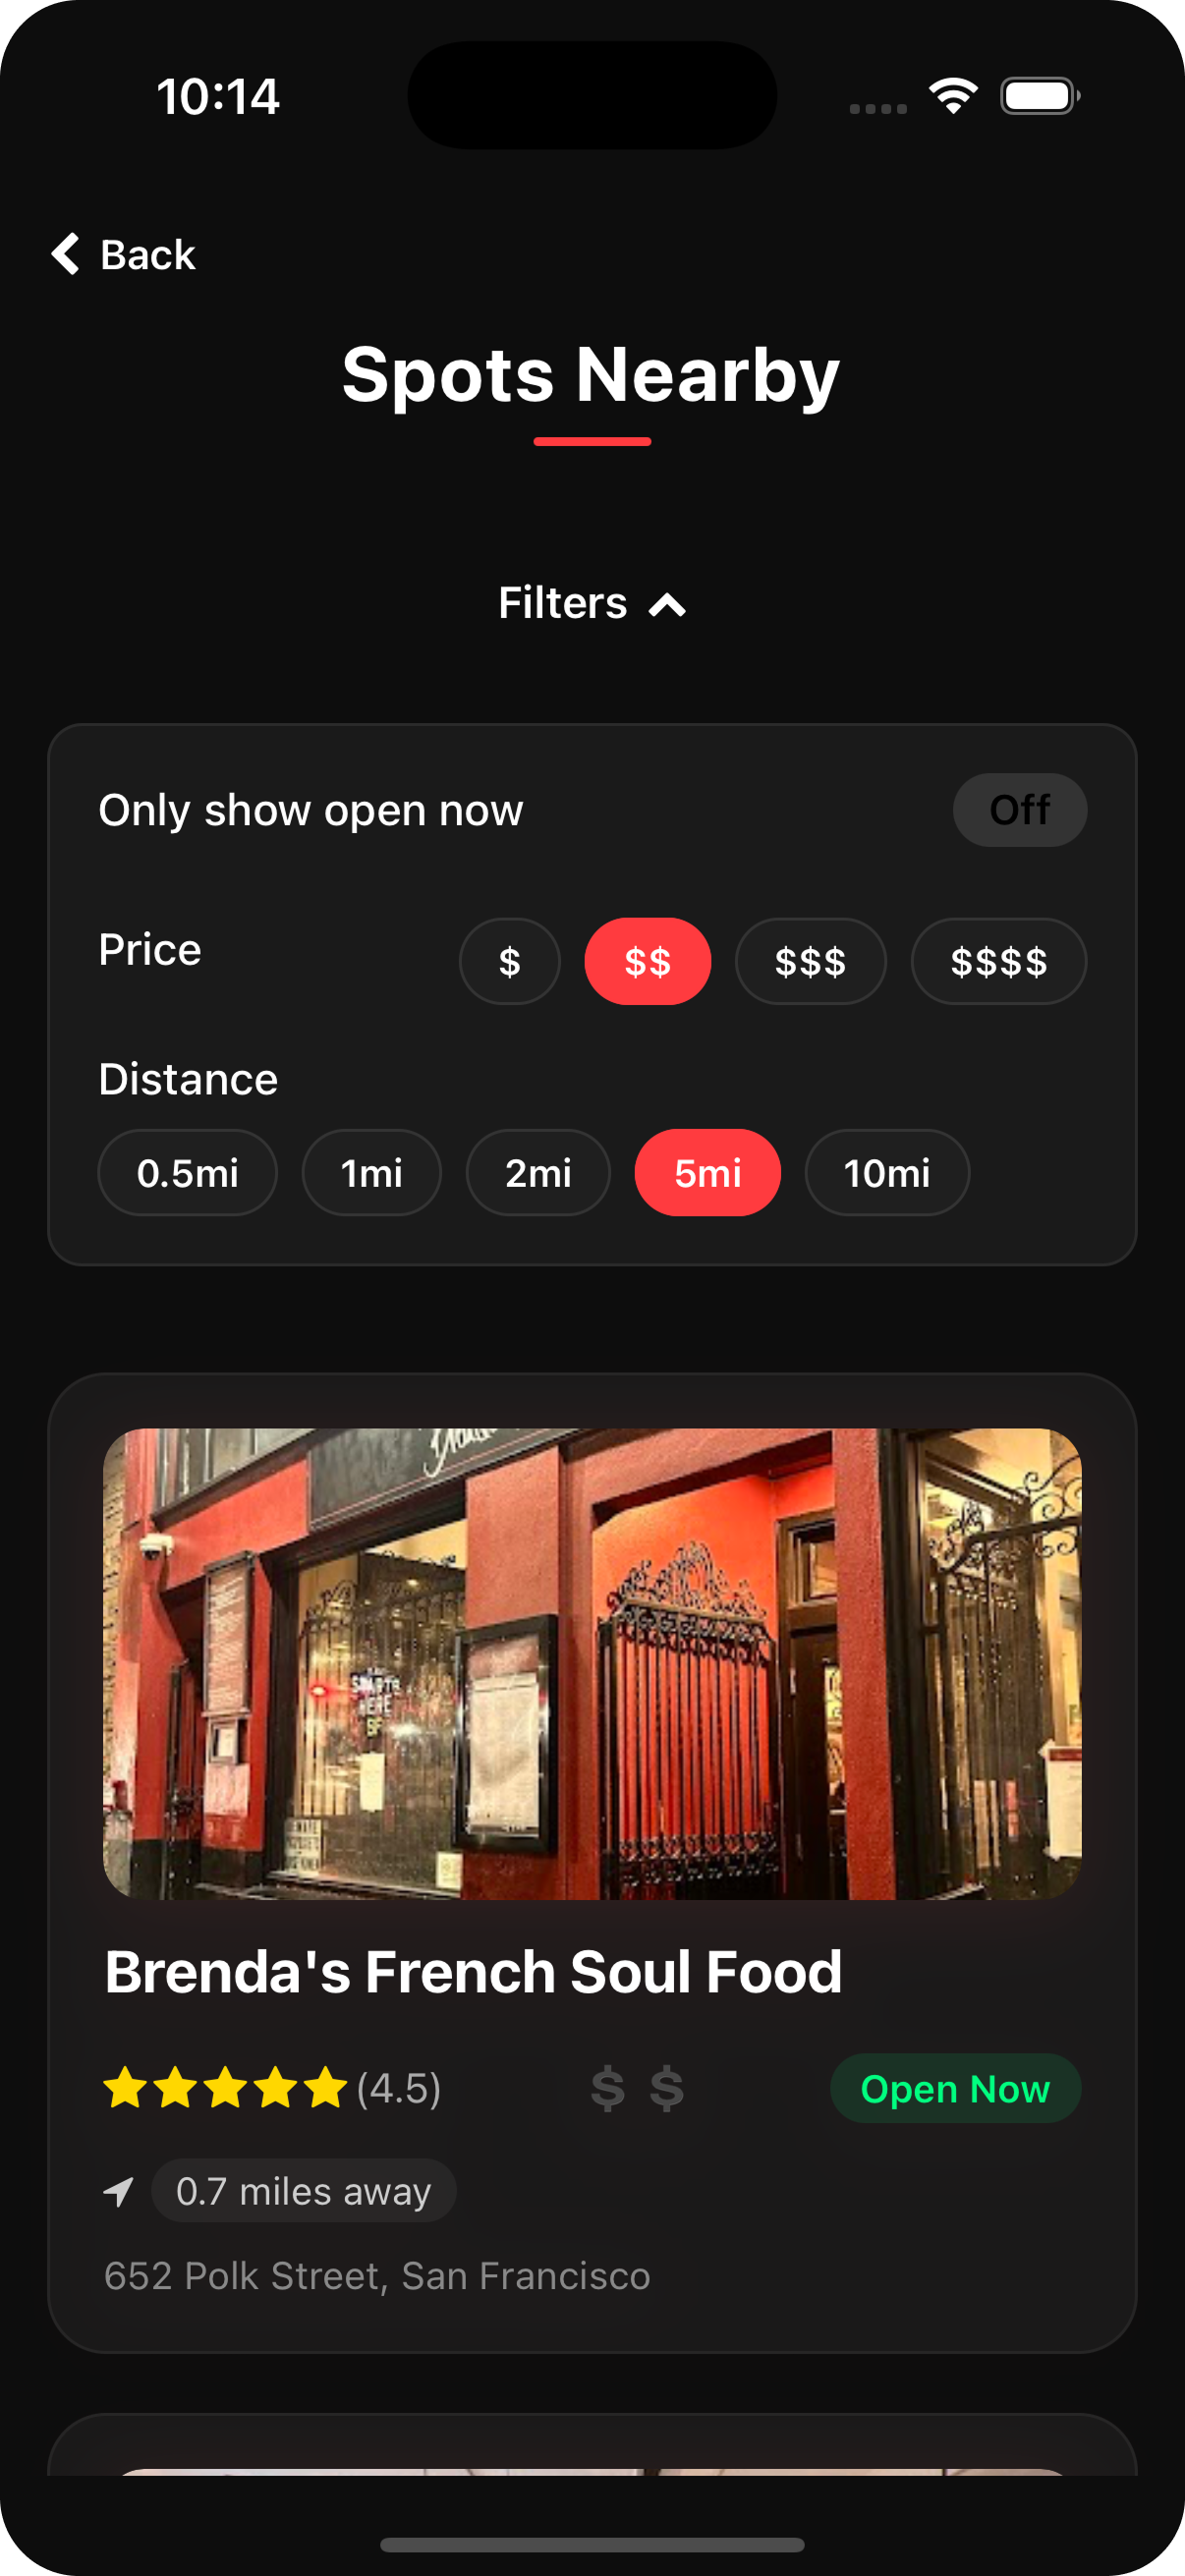 10:14
Back
Spots Nearby
Filters
Only show open now Off
Price $ $$ $$$ $$$$
Distance
0.5mi 1mi 2mi 5mi 10mi
Brenda's French Soul Food
(4.5) $ $ Open Now
0.7 miles away
652 Polk Street, San Francisco